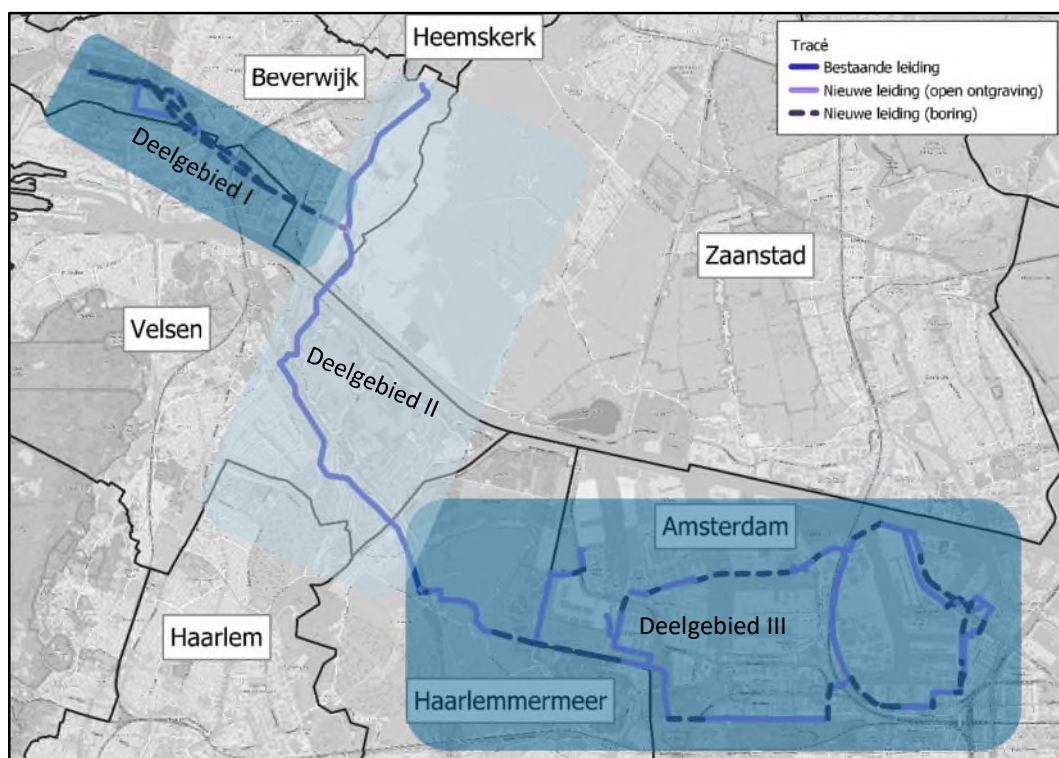 Heemskerk
Beverwijk
Tracé
Bestaande leiding
Nieuwe leiding (open ontgraving)
Nieuwe leiding (boring)
Deelgebied I
Zaanstad
Velsen
Deelgebied II
Amsterdam
Deelgebied III
Haarlem
Haarlemmermeer